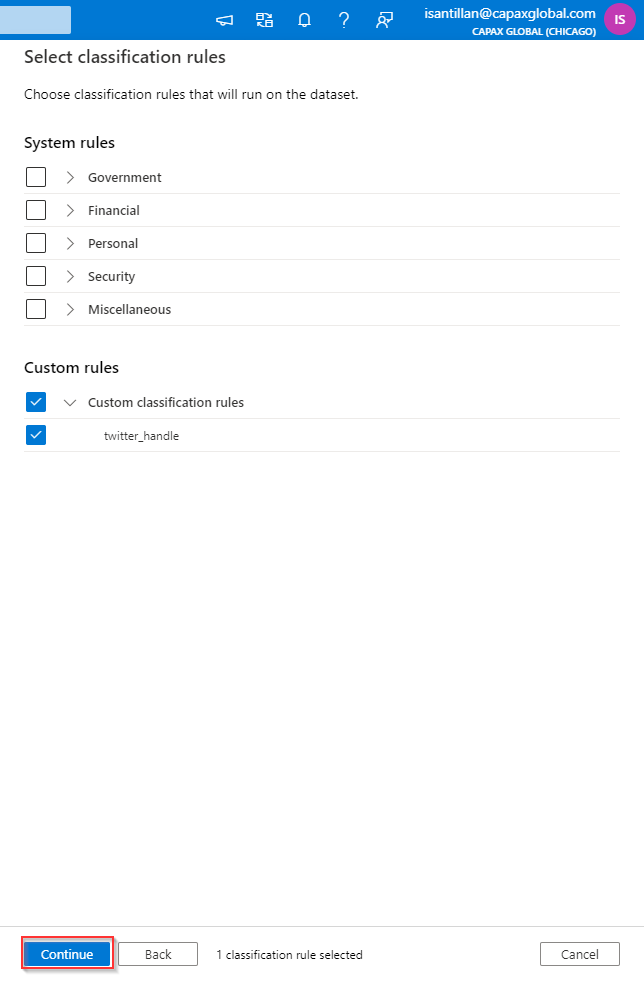 isantillan@capaxglobal.com
CAPAX GLOBAL (CHICAGO)
IS
Select classification rules
Choose classification rules that will run on the dataset.
System rules
Government
Financial
Personal
Security
Miscellaneous
Custom rules
Custom classification rules
twitter_handle
Continue
Back
1 classification rule selected
Cancel